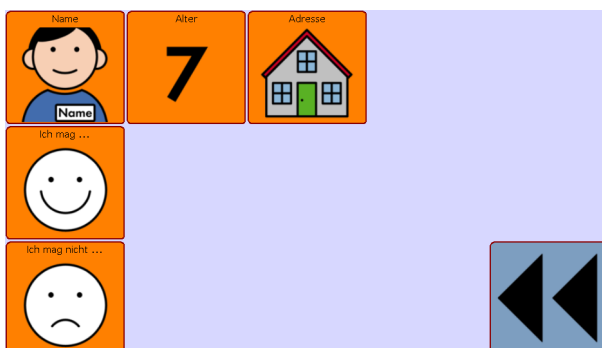 Name
Alter
Adresse
Name
7
Ich mag ...
Ich mag nicht ...